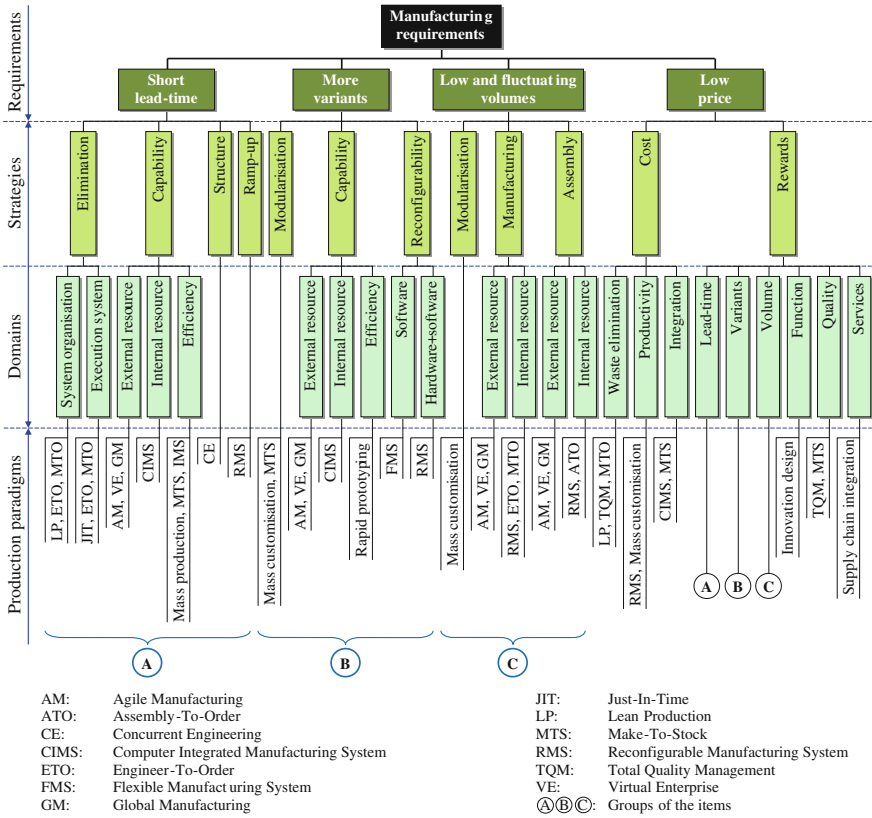 Manufacturing
requirements
Requirements
Short
lead-time
More
variants
Low and fluctuating
volumes
Low
price
Strategies
Elimination
Capability
Structure
Ramp-up
Modularisation
Capability
Reconfigurability
Modularisation
Manufacturing
Assembly
Cost
Rewards
Domains
System organisation
Execution system
External resource
Internal resource
Efficiency
External resource
Internal resource
Efficiency
Software
Hardware+software
External resource
Internal resource
External resource
Internal resource
Waste elimination
Productivity
Integration
Lead-time
Variants
Volume
Function
Quality
Services
Production paradigms
LP, ETO, MTO
JIT, ETO, MTO
AM, VE, GM
CIMS
Mass production, MTS, IMS
CE
RMS
Mass customisation, MTS
AM, VE, GM
CIMS
Rapid prototyping
FMS
RMS
Mass customisation
AM, VE, GM
RMS, ETO, MTO
AM, VE, GM
RMS, ATO
LP, TQM, MTO
RMS, Mass customisation
CIMS, MTS
A
B
C
Innovation design
TQM, MTS
Supply chain integration
A
B
C
AM: Agile Manufacturing
ATO: Assembly-To-Order
CE: Concurrent Engineering
CIMS: Computer Integrated Manufacturing System
ETO: Engineer-To-Order
FMS: Flexible Manufacturing System
GM: Global Manufacturing
JIT: Just-In-Time
LP: Lean Production
MTS: Make-To-Stock
RMS: Reconfigurable Manufacturing System
TQM: Total Quality Management
VE: Virtual Enterprise
ⒶⒷⒸ: Groups of the items